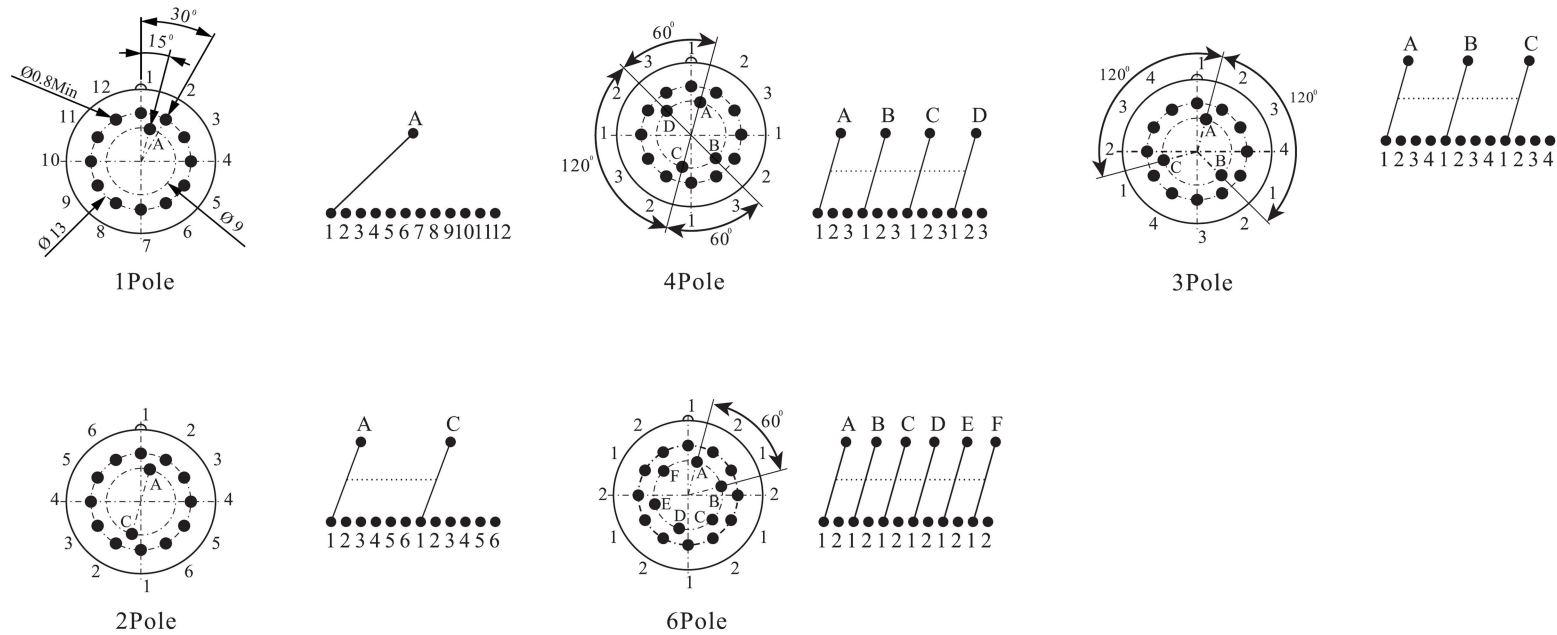 30°
15°
Ø0.8Min
12 1 2
11 3
A
10 4
9 5
8 6
7
Ø13
Ø9
1Pole
A
1 2 3 4 5 6 7 8 9 10 11 12
60°
3 1 2
2 3
A
D
1 1
C B
120°
3 2
1 3
60°
4Pole
A B C D
1 2 3 1 2 3 1 2 3 1 2 3
120°
120°
4 1 2
3 3
A
2 4
C B
1 1
4 2
3
3Pole
A B C
1 2 3 4 1 2 3 4 1 2 3 4
1
6 2
5 3
A
4 4
C
3 5
2 6
1
2Pole
A C
1 2 3 4 5 6 1 2 3 4 5 6
60°
1
2 2
1 1
F A
2 2
E B
D C
1 1
2 2
1
6Pole
A B C D E F
1 2 1 2 1 2 1 2 1 2 1 2